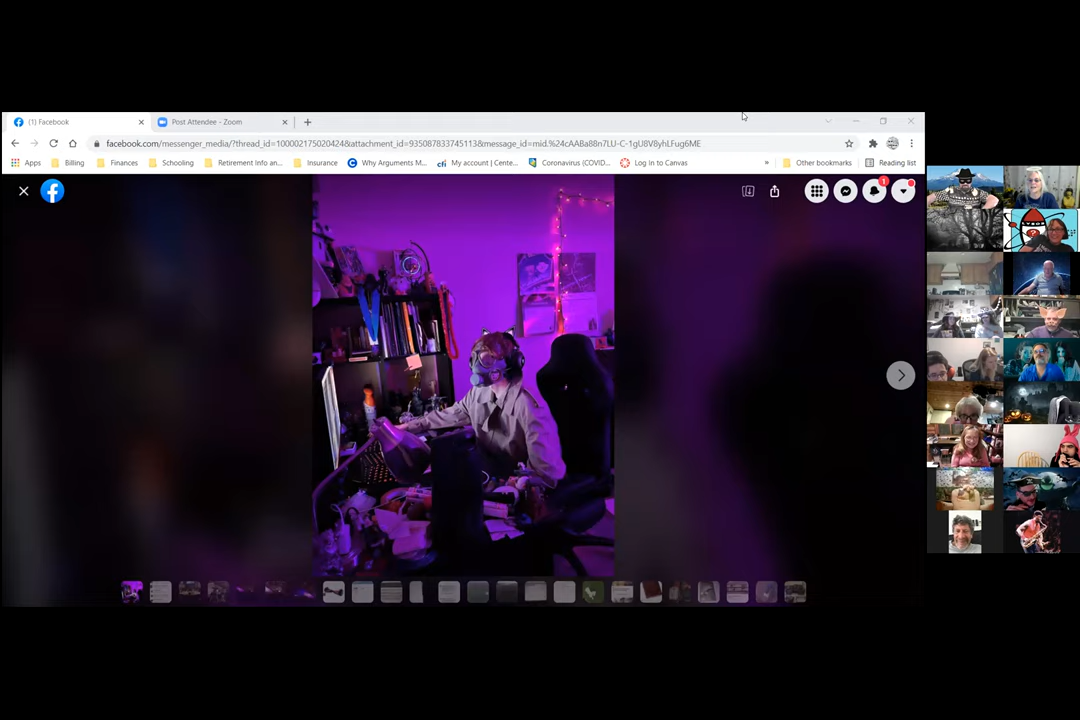 (1) Facebook
Post Attendee - Zoom
facebook.com/messenger_media/?thread_id=100002175020424&attachment_id=935087833745113&message_id=mid.%24cAABa88n7LU-C-1gU8V8yhLFug6ME
Apps Billing Finances Schooling Retirement Info an... Insurance Why Arguments M... cfi My account | Cente... Coronavirus (COVID... Log In to Canvas » Other bookmarks Reading list
1